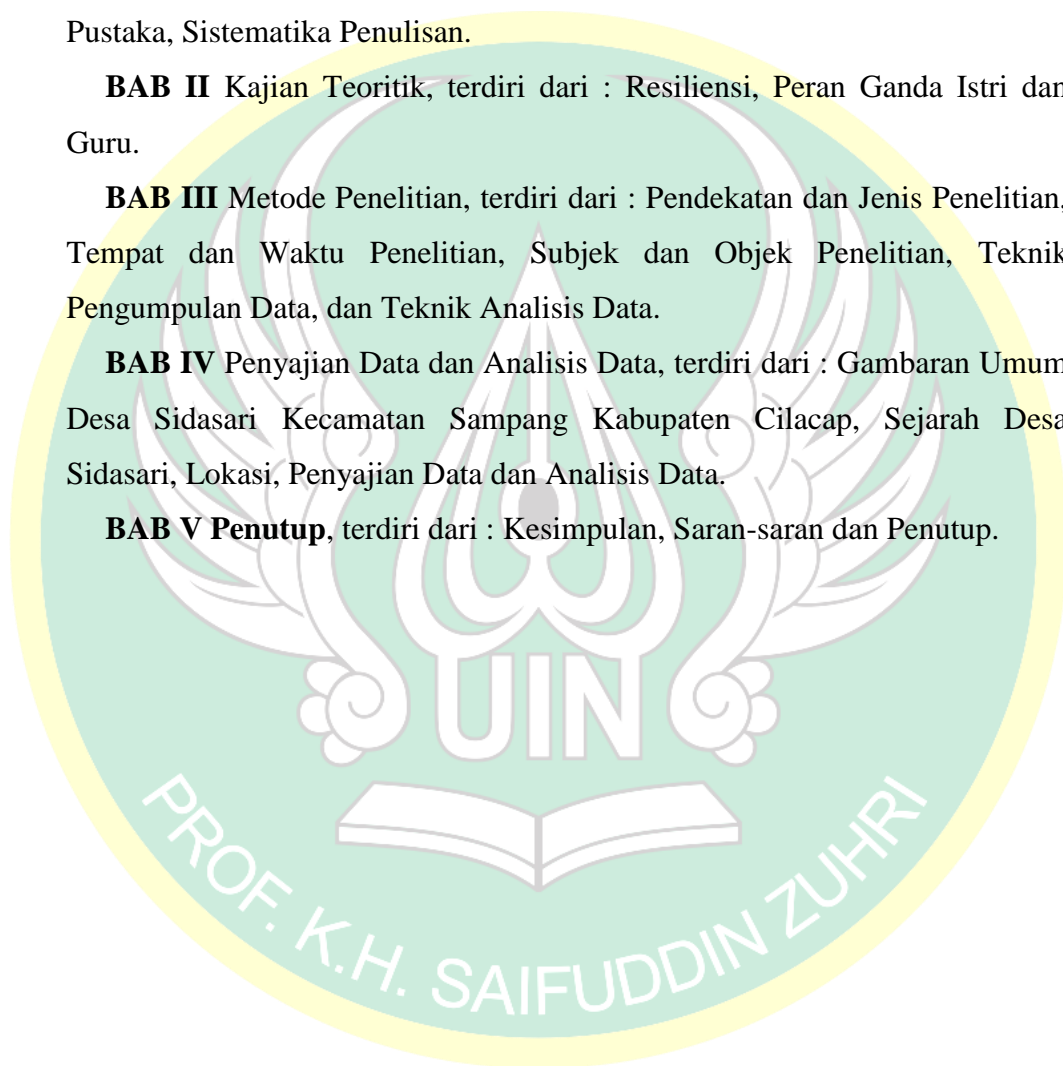 Pustaka, Sistematika Penulisan.
BAB II Kajian Teoritik, terdiri dari : Resiliensi, Peran Ganda Istri dan
Guru.
BAB III Metode Penelitian, terdiri dari : Pendekatan dan Jenis Penelitian,
Tempat dan Waktu Penelitian, Subjek dan Objek Penelitian, Teknik
Pengumpulan Data, dan Teknik Analisis Data.
BAB IV Penyajian Data dan Analisis Data, terdiri dari : Gambaran Umum
Desa Sidasari Kecamatan Sampang Kabupaten Cilacap, Sejarah Desa
Sidasari, Lokasi, Penyajian Data dan Analisis Data.
BAB V Penutup, terdiri dari : Kesimpulan, Saran-saran dan Penutup.
UIN
PROF. K.H. SAIFUDDIN ZUHRI